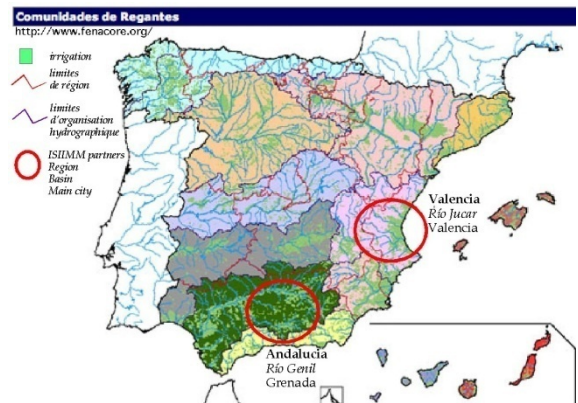 Comunidades de Regantes
http://www.fenacore.org/
irrigation
limites
de région
limites
d'organisation
hydrographique
ISIIMM partners
Region
Basin
Main city
Valencia
Río Jucar
Valencia
Andalucia
Río Genil
Grenada